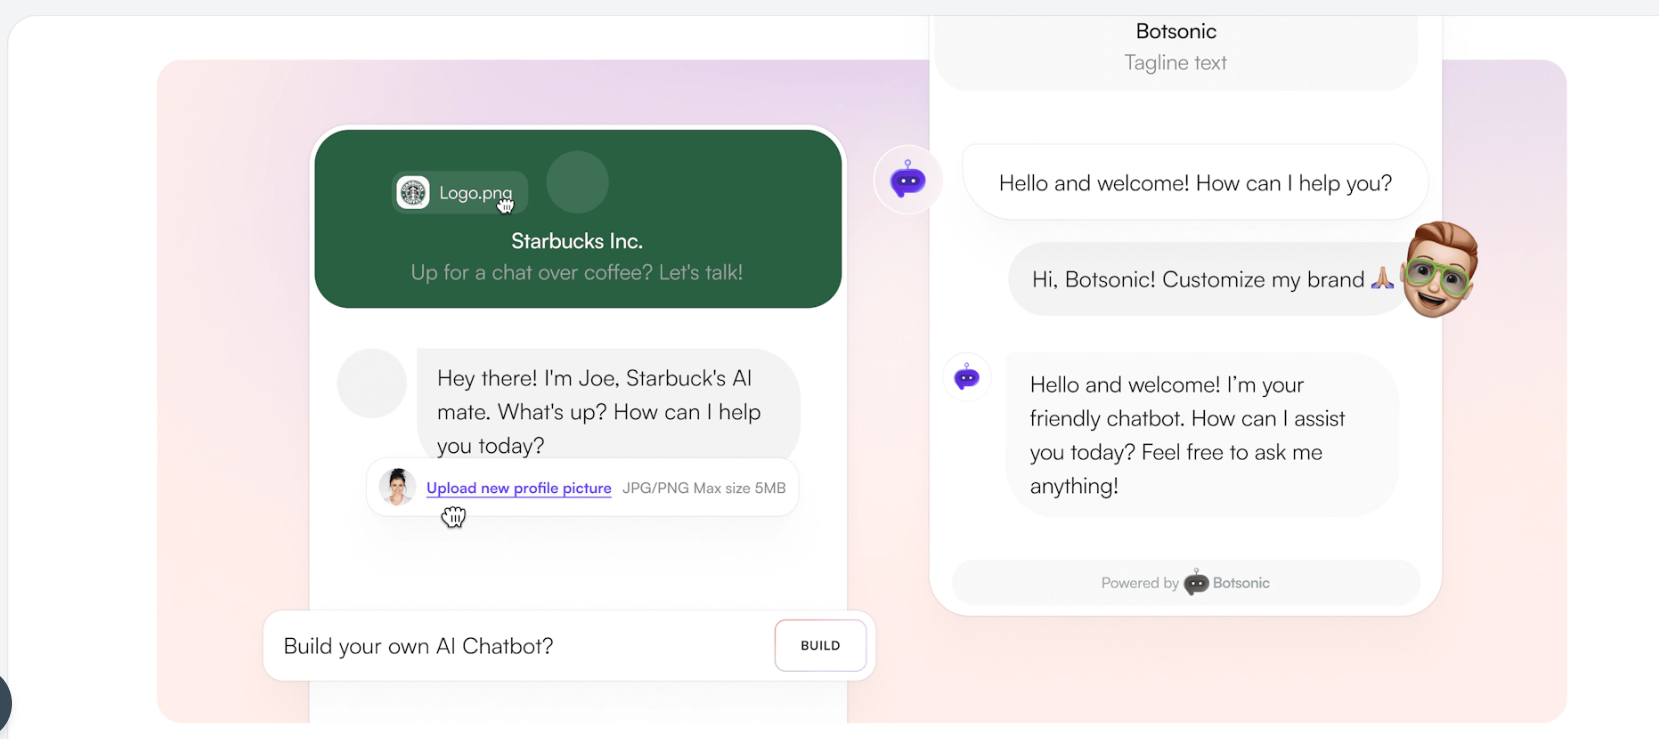 Logo.png
Starbucks Inc.
Up for a chat over coffee? Let's talk!
Hey there! I'm Joe, Starbuck's AI
mate. What's up? How can I help
you today?
Upload new profile picture JPG/PNG Max size 5MB
Build your own AI Chatbot?
BUILD
Botsonic
Tagline text
Hello and welcome! How can I help you?
Hi, Botsonic! Customize my brand 🙏🏼
Hello and welcome! I’m your
friendly chatbot. How can I assist
you today? Feel free to ask me
anything!
Powered by Botsonic